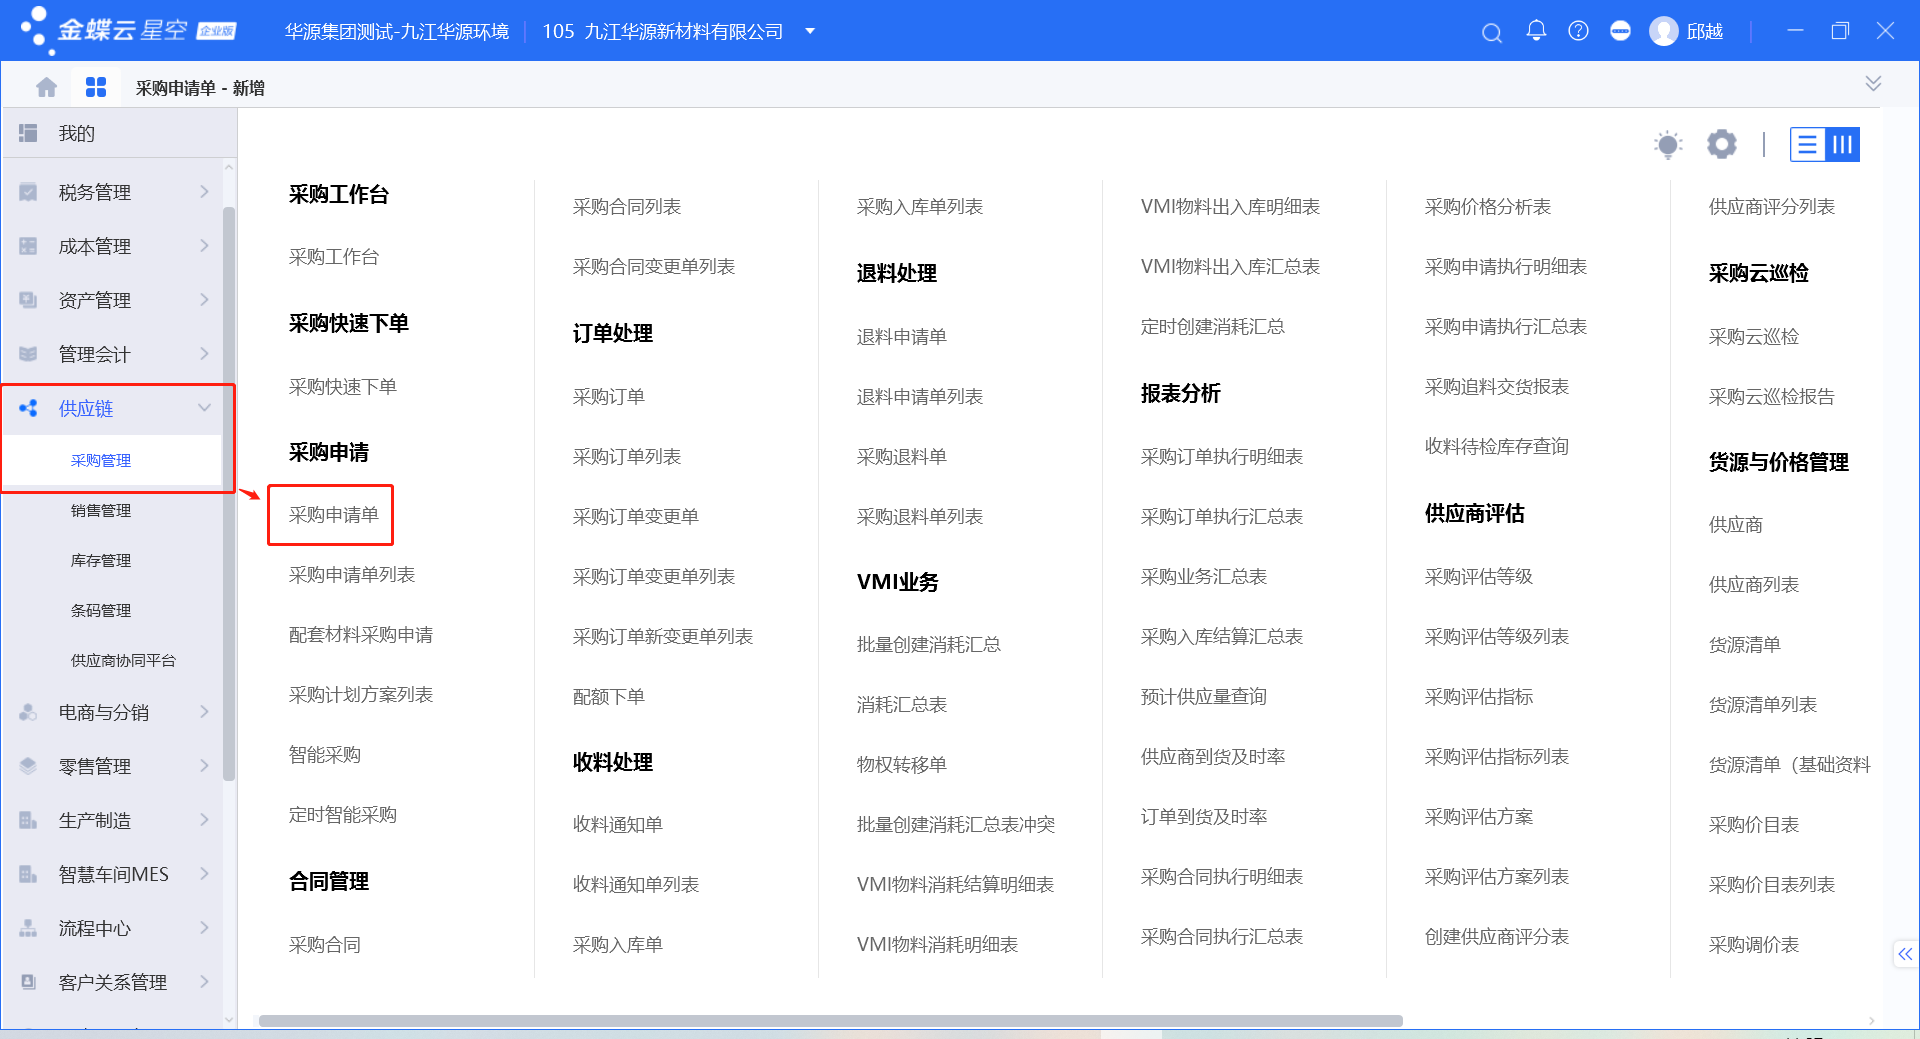 金蝶云 星空 企业版
华源集团测试-九江华源环境
105 九江华源新材料有限公司
邱越
采购申请单 - 新增
我的
税务管理
成本管理
资产管理
管理会计
供应链
采购管理
销售管理
库存管理
条码管理
供应商协同平台
电商与分销
零售管理
生产制造
智慧车间MES
流程中心
客户关系管理
采购工作台
采购工作台
采购快速下单
采购快速下单
采购申请
采购申请单
采购申请单列表
配套材料采购申请
采购计划方案列表
智能采购
定时智能采购
合同管理
采购合同
采购合同列表
采购合同变更单列表
订单处理
采购订单
采购订单列表
采购订单变更单
采购订单变更单列表
采购订单新变更单列表
配额下单
收料处理
收料通知单
收料通知单列表
采购入库单
采购入库单列表
退料处理
退料申请单
退料申请单列表
采购退料单
采购退料单列表
VMI业务
批量创建消耗汇总
消耗汇总表
物权转移单
批量创建消耗汇总表冲突
VMI物料消耗结算明细表
VMI物料消耗明细表
VMI物料出入库明细表
VMI物料出入库汇总表
定时创建消耗汇总
报表分析
采购订单执行明细表
采购订单执行汇总表
采购业务汇总表
采购入库结算汇总表
预计供应量查询
供应商到货及时率
订单到货及时率
采购合同执行明细表
采购合同执行汇总表
采购价格分析表
采购申请执行明细表
采购申请执行汇总表
采购追料交货报表
收料待检库存查询
供应商评估
采购评估等级
采购评估等级列表
采购评估指标
采购评估指标列表
采购评估方案
采购评估方案列表
创建供应商评分表
供应商评分列表
采购云巡检
采购云巡检
采购云巡检报告
货源与价格管理
供应商
供应商列表
货源清单
货源清单列表
货源清单（基础资料
采购价目表
采购价目表列表
采购调价表